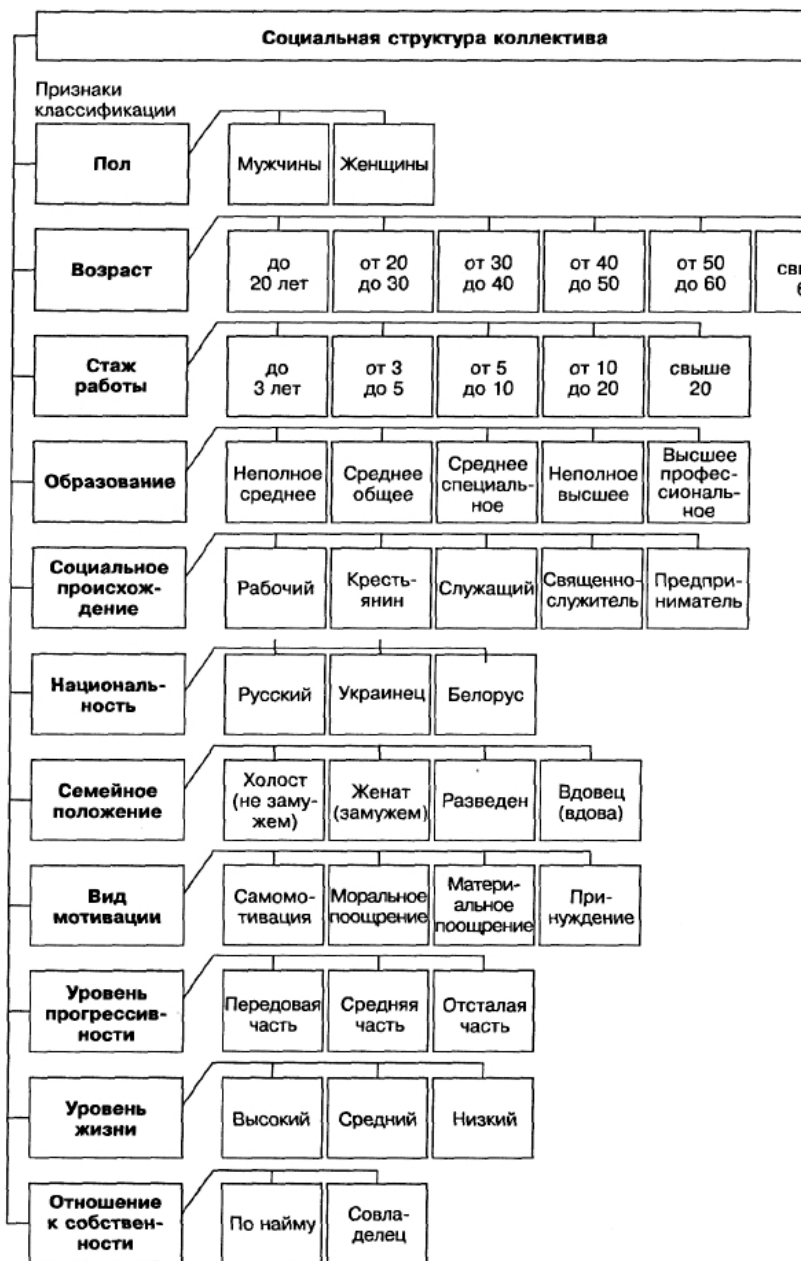 Социальная структура коллектива
Признаки
классификации
Пол
Мужчины
Женщины
Возраст
до
20 лет
от 20
до 30
от 30
до 40
от 40
до 50
от 50
до 60
Стаж
работы
до
3 лет
от 3
до 5
от 5
до 10
от 10
до 20
свыше
20
Образование
Неполное
среднее
Среднее
общее
Среднее
специаль-
ное
Неполное
высшее
Высшее
профес-
сиональ-
ное
Социальное
происхож-
дение
Рабочий
Кресть-
янин
Служащий
Священно-
служитель
Предпри-
ниматель
Националь-
ность
Русский
Украинец
Белорус
Семейное
положение
Холост
(не заму-
жем)
Женат
(замужем)
Разведен
Вдовец
(вдова)
Вид
мотивации
Самомо-
тивация
Моральное
поощрение
Матери-
альное
поощрение
При-
нуждение
Уровень
прогрессив-
ности
Передовая
часть
Средняя
часть
Отсталая
часть
Уровень
жизни
Высокий
Средний
Низкий
Отношение
к собствен-
ности
По найму
Совла-
делец